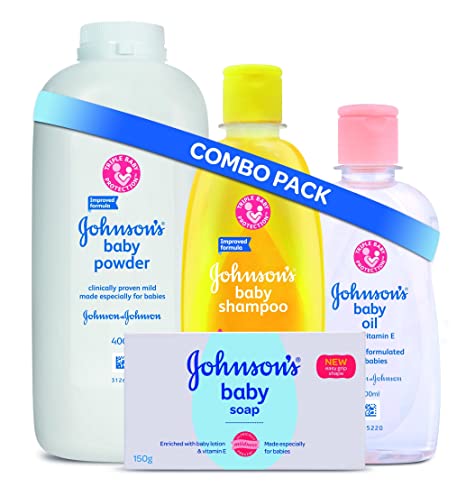 COMBO PACK
TRIPLE BABY
PROTECTION
Improved
formula
Johnson's®
baby
powder
clinically proven mild
made especially for babies
Johnson & Johnson
400
TRIPLE BABY
PROTECTION
Improved
formula
Johnson's
baby
shampoo
TRIPLE BABY
PROTECTION
Johnson's
baby
oil
vitamin E
formulated
babies
Johnson
00ml
5228
Johnson's®
baby
soap
NEW
easy grip
shape
Enriched with baby lotion
& vitamin E
Made especially
for babies
150g